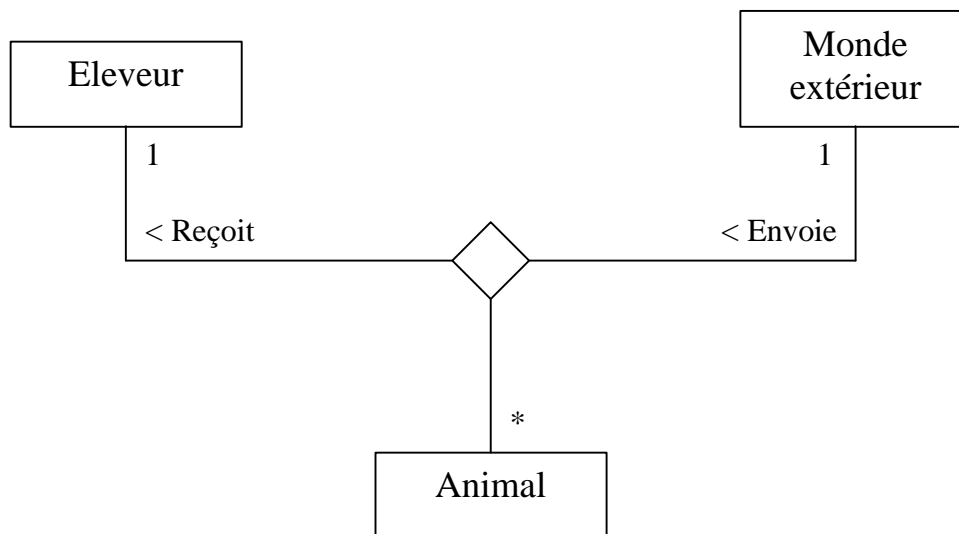 Eleveur
Monde
extérieur
1
1
< Reçoit
< Envoie
*
Animal